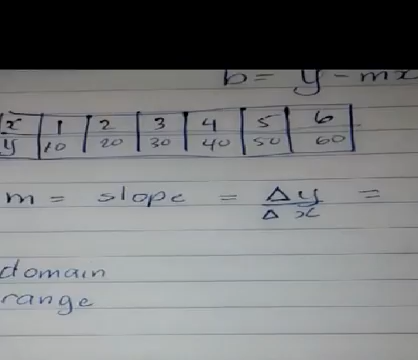 b = y - mx
x 1 2 3 4 5 6
y 10 20 30 40 50 60
m = slope = Δy / Δx =
domain
range